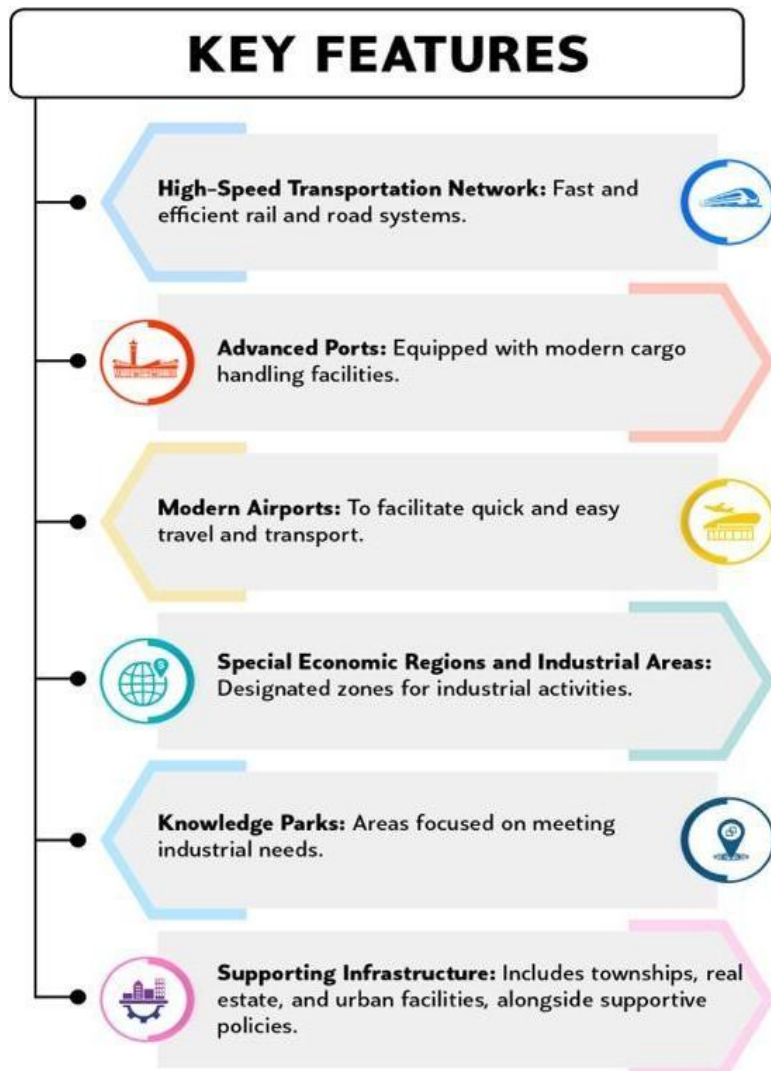 KEY FEATURES
High-Speed Transportation Network: Fast and
efficient rail and road systems.
Advanced Ports: Equipped with modern cargo
handling facilities.
Modern Airports: To facilitate quick and easy
travel and transport.
Special Economic Regions and Industrial Areas:
Designated zones for industrial activities.
Knowledge Parks: Areas focused on meeting
industrial needs.
Supporting Infrastructure: Includes townships, real
estate, and urban facilities, alongside supportive
policies.